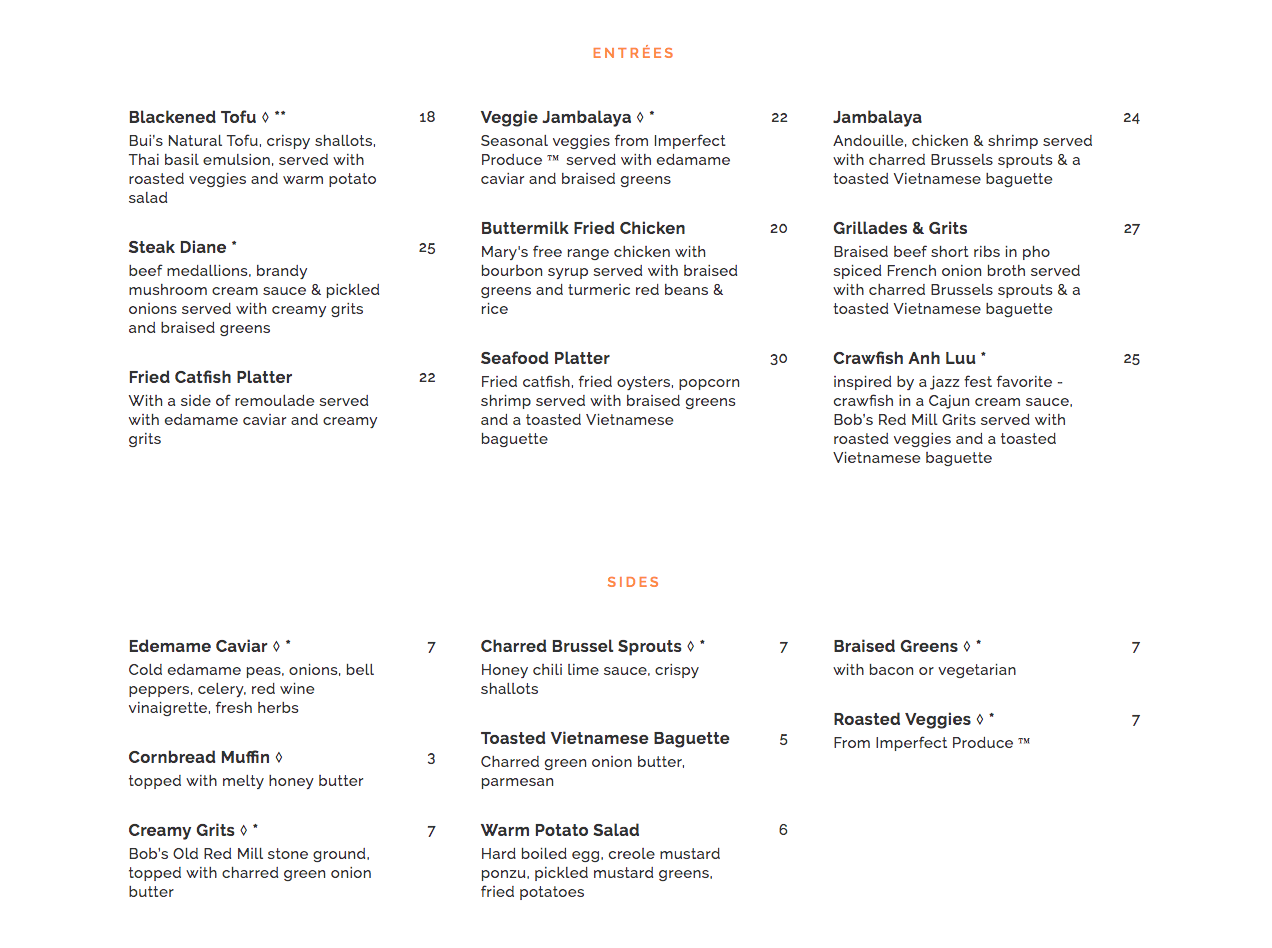 ENTRÉES
Blackened Tofu ◊ ** 18
Bui's Natural Tofu, crispy shallots,
Thai basil emulsion, served with
roasted veggies and warm potato
salad
Steak Diane * 25
beef medallions, brandy
mushroom cream sauce & pickled
onions served with creamy grits
and braised greens
Fried Catfish Platter 22
With a side of remoulade served
with edemame caviar and creamy
grits
Veggie Jambalaya ◊ * 22
Seasonal veggies from Imperfect
Produce ™ served with edamame
caviar and braised greens
Buttermilk Fried Chicken 20
Mary's free range chicken with
bourbon syrup served with braised
greens and turmeric red beans &
rice
Seafood Platter 30
Fried catfish, fried oysters, popcorn
shrimp served with braised greens
and a toasted Vietnamese
baguette
Jambalaya 24
Andouille, chicken & shrimp served
with charred Brussels sprouts & a
toasted Vietnamese baguette
Grillades & Grits 27
Braised beef short ribs in pho
spiced French onion broth served
with charred Brussels sprouts & a
toasted Vietnamese baguette
Crawfish Anh Luu * 25
inspired by a jazz fest favorite -
crawfish in a Cajun cream sauce,
Bob's Red Mill Grits served with
roasted veggies and a toasted
Vietnamese baguette
SIDES
Edemame Caviar ◊ * 7
Cold edamame peas, onions, bell
peppers, celery, red wine
vinaigrette, fresh herbs
Cornbread Muffin ◊ 3
topped with melty honey butter
Creamy Grits ◊ * 7
Bob's Old Red Mill stone ground,
topped with charred green onion
butter
Charred Brussel Sprouts ◊ * 7
Honey chili lime sauce, crispy
shallots
Toasted Vietnamese Baguette 5
Charred green onion butter,
parmesan
Warm Potato Salad 6
Hard boiled egg, creole mustard
ponzu, pickled mustard greens,
fried potatoes
Braised Greens ◊ * 7
with bacon or vegetarian
Roasted Veggies ◊ * 7
From Imperfect Produce ™